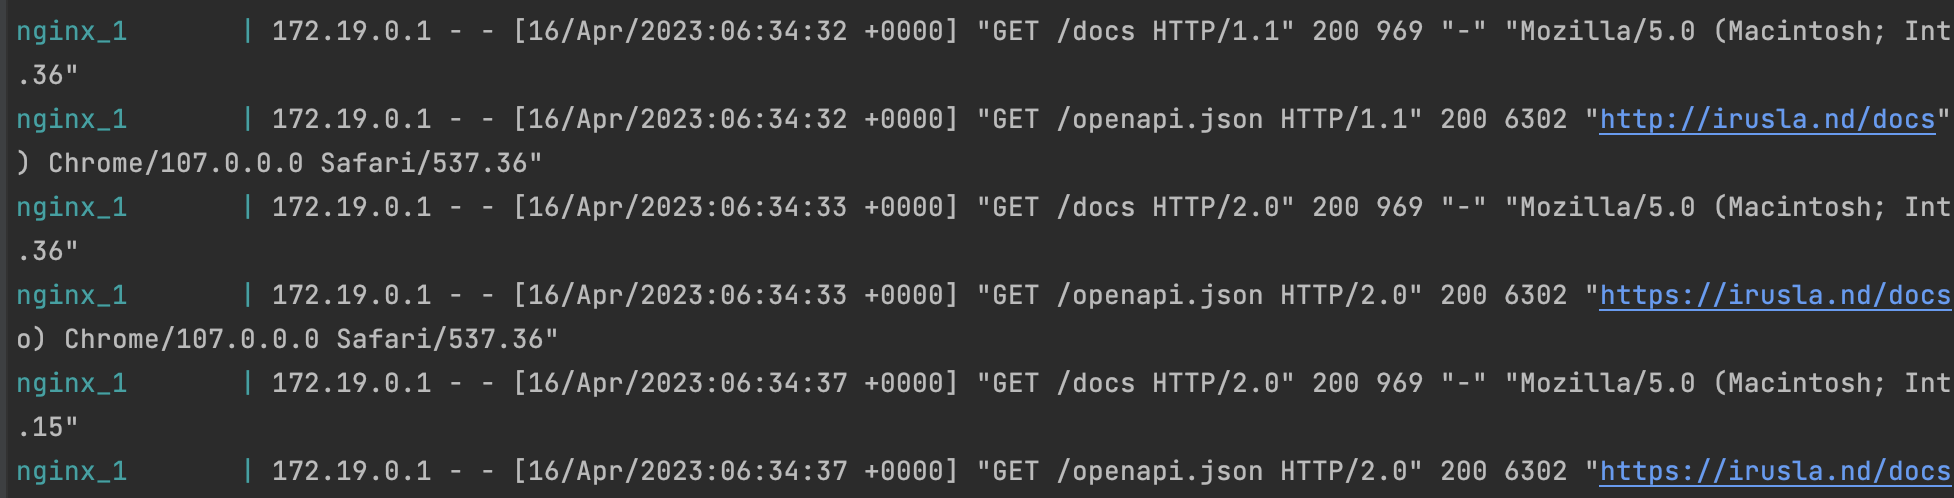 nginx_1       | 172.19.0.1 - - [16/Apr/2023:06:34:32 +0000] "GET /docs HTTP/1.1" 200 969 "-" "Mozilla/5.0 (Macintosh; Int
.36"
nginx_1       | 172.19.0.1 - - [16/Apr/2023:06:34:32 +0000] "GET /openapi.json HTTP/1.1" 200 6302 "http://irusla.nd/docs"
) Chrome/107.0.0.0 Safari/537.36"
nginx_1       | 172.19.0.1 - - [16/Apr/2023:06:34:33 +0000] "GET /docs HTTP/2.0" 200 969 "-" "Mozilla/5.0 (Macintosh; Int
.36"
nginx_1       | 172.19.0.1 - - [16/Apr/2023:06:34:33 +0000] "GET /openapi.json HTTP/2.0" 200 6302 "https://irusla.nd/docs
o) Chrome/107.0.0.0 Safari/537.36"
nginx_1       | 172.19.0.1 - - [16/Apr/2023:06:34:37 +0000] "GET /docs HTTP/2.0" 200 969 "-" "Mozilla/5.0 (Macintosh; Int
.15"
nginx_1       | 172.19.0.1 - - [16/Apr/2023:06:34:37 +0000] "GET /openapi.json HTTP/2.0" 200 6302 "https://irusla.nd/docs